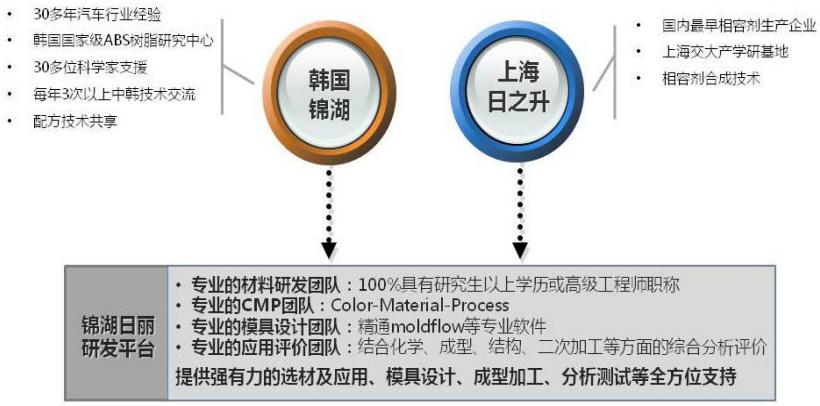 • 30多年汽车行业经验
• 韩国国家级ABS树脂研究中心
• 30多位科学家支援
• 每年3次以上中韩技术交流
• 配方技术共享
韩国
锦湖
上海
日之升
• 国内最早相容剂生产企业
• 上海交大产学研基地
• 相容剂合成技术
锦湖日丽
研发平台
• 专业的材料研发团队：100%具有研究生以上学历或高级工程师职称
• 专业的CMP团队：Color-Material-Process
• 专业的模具设计团队：精通moldflow等专业软件
• 专业的应用评价团队：结合化学、成型、结构、二次加工等方面的综合分析评价
提供强有力的选材及应用、模具设计、成型加工、分析测试等全方位支持